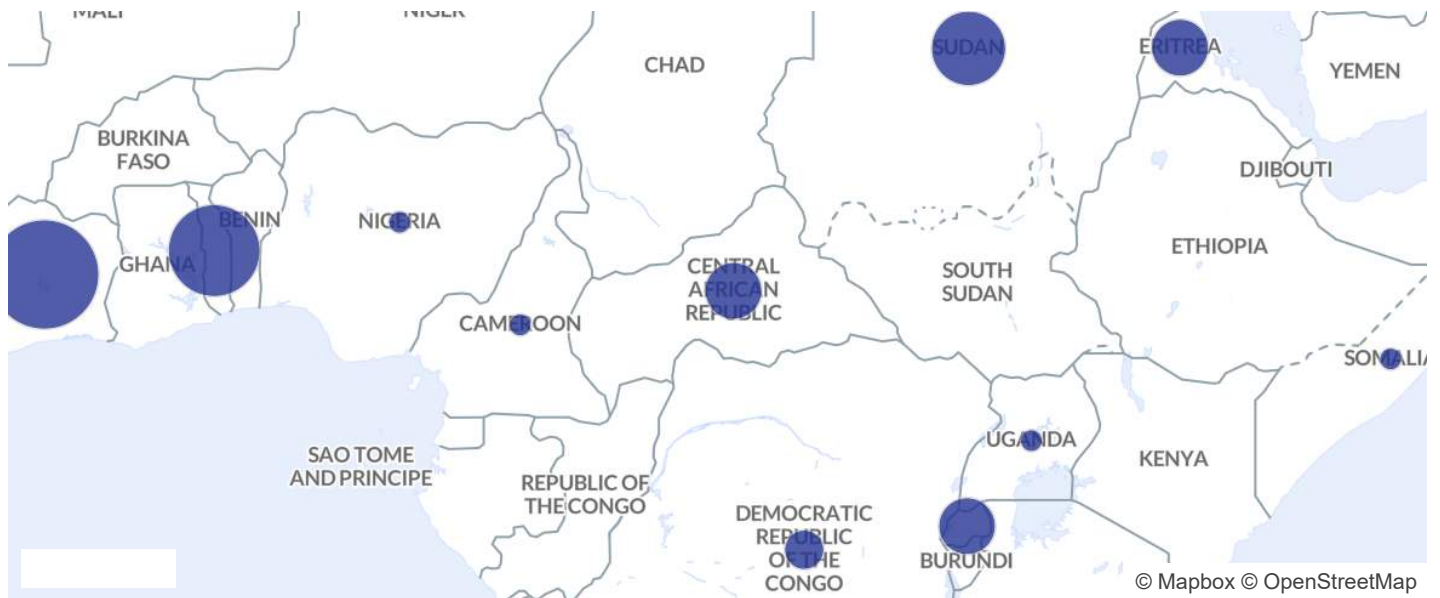 MALI
NIGER
CHAD
SUDAN
ERITREA
YEMEN
BURKINA
FASO
DJIBOUTI
BENIN
NIGERIA
GHANA
ETHIOPIA
CENTRAL
AFRICAN
REPUBLIC
SOUTH
SUDAN
CAMEROON
SOMALIA
UGANDA
KENYA
SAO TOME
AND PRINCIPE
REPUBLIC OF
THE CONGO
DEMOCRATIC
REPUBLIC
OF THE
CONGO
BURUNDI
© Mapbox © OpenStreetMap